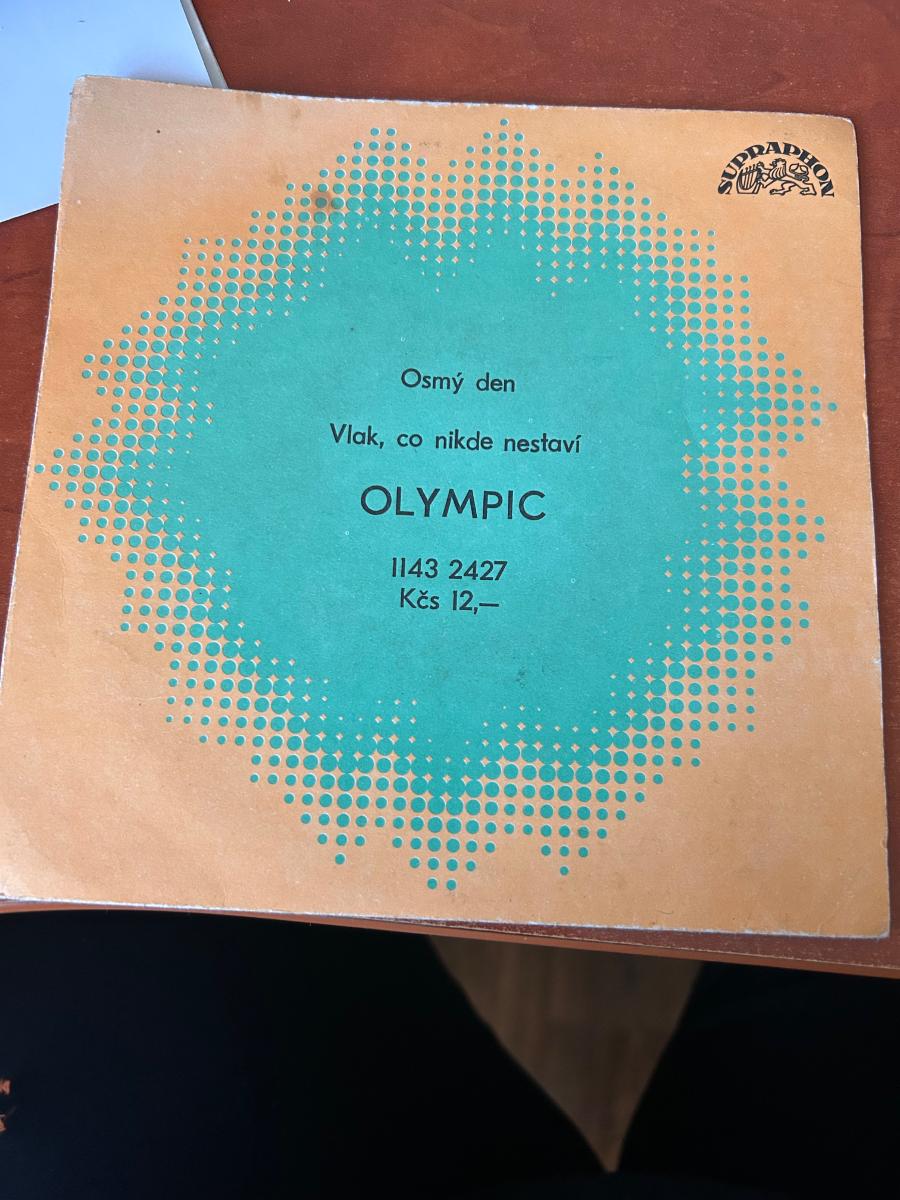 SUPRAPHON
Osmý den
Vlak, co nikde nestaví
OLYMPIC
1143 2427
Kčs 12,—